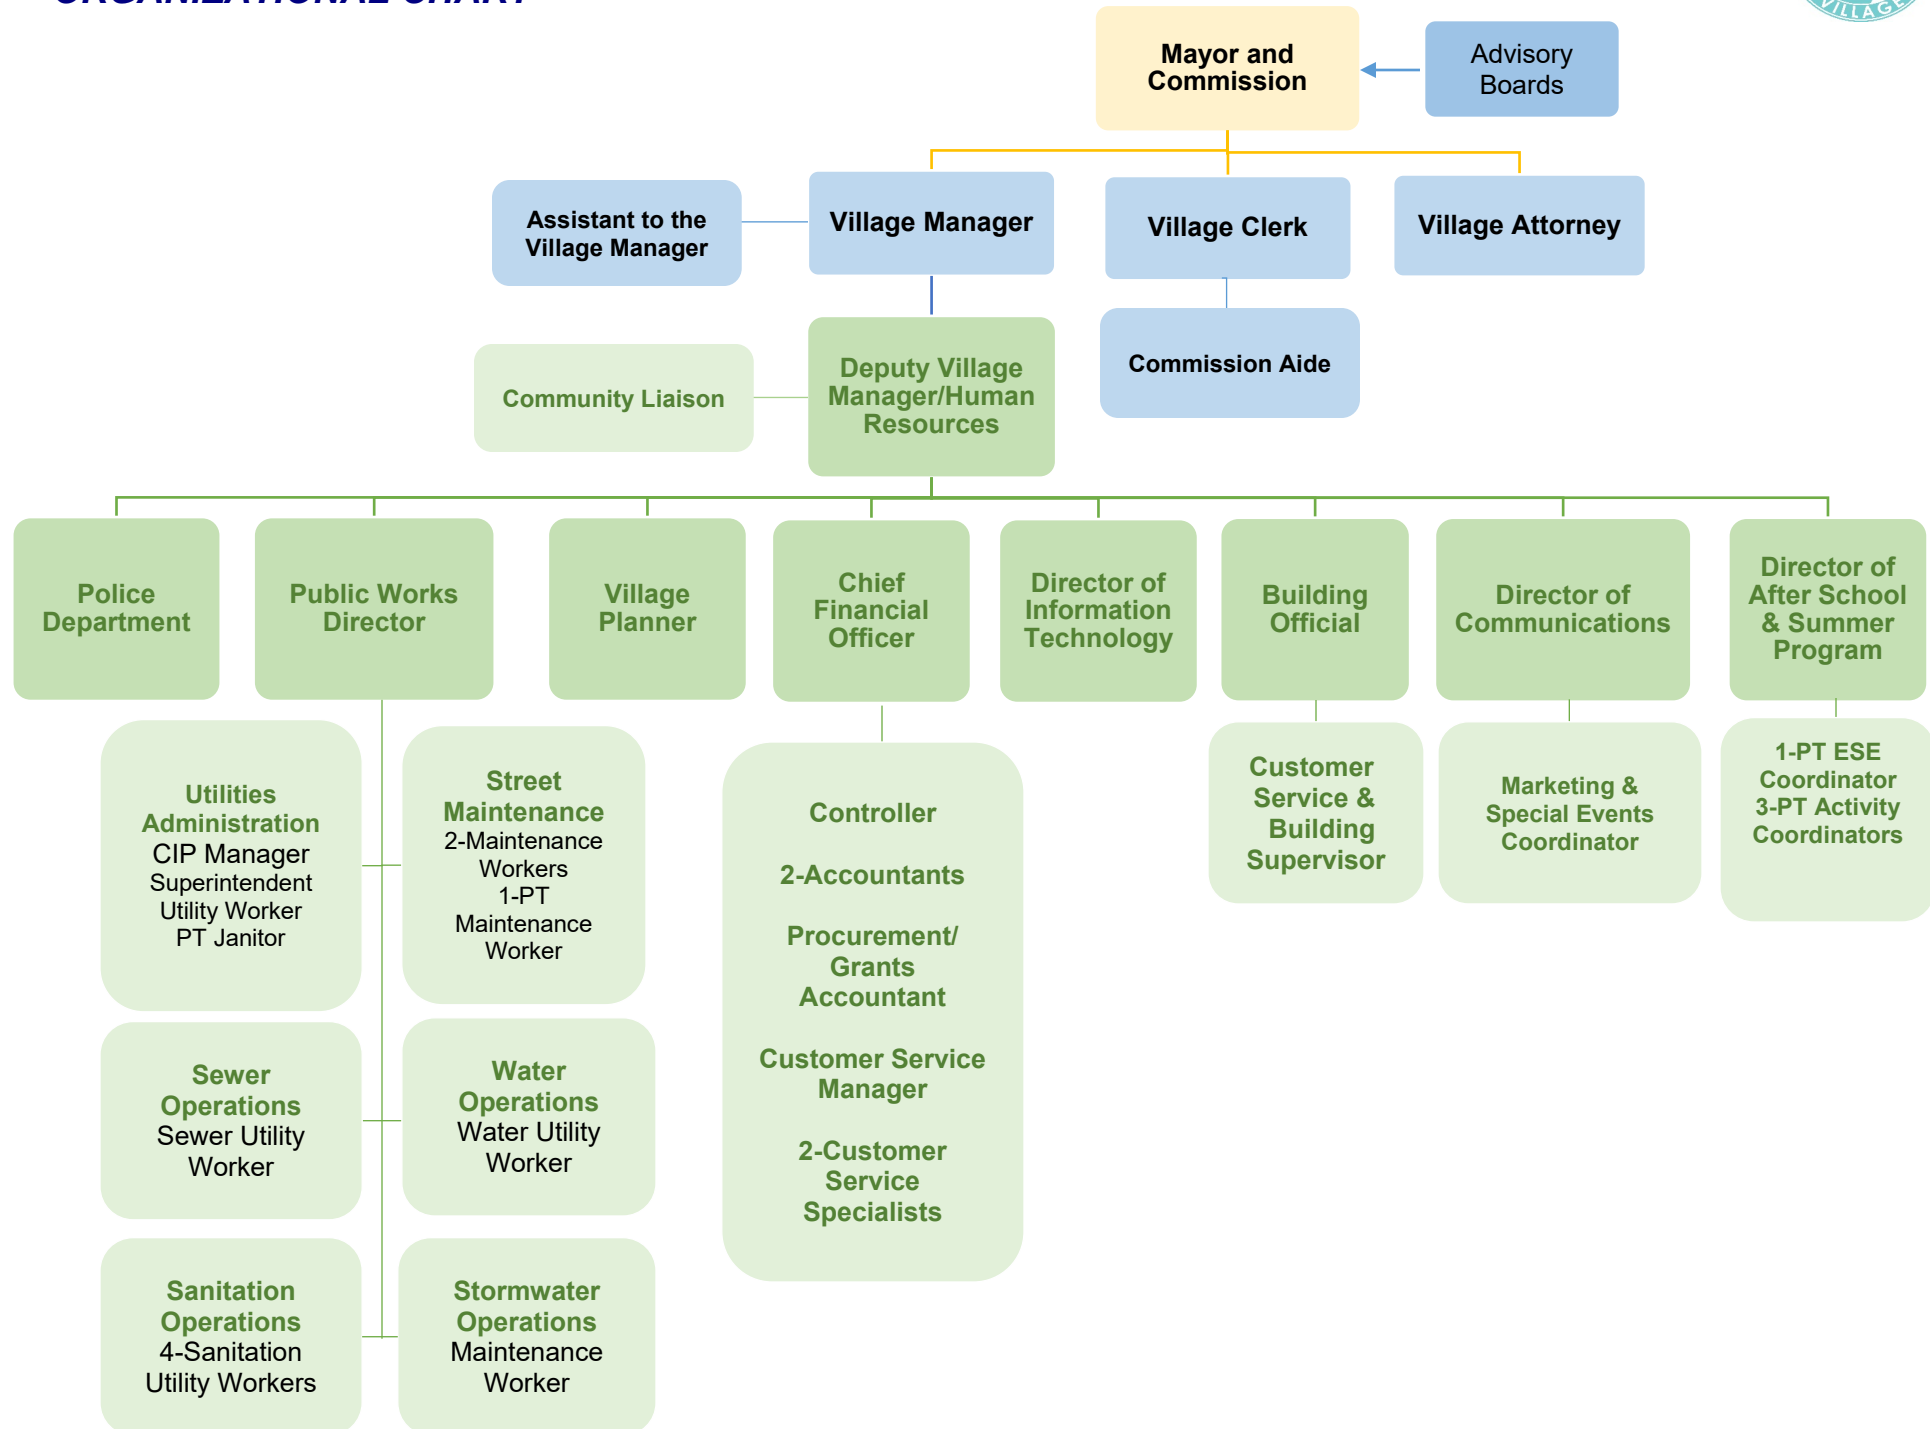 ORGANIZATIONAL CHART
VILLAGE
Mayor and
Commission
Advisory
Boards
Assistant to the
Village Manager
Village Manager
Village Clerk
Village Attorney
Community Liaison
Deputy Village
Manager/Human
Resources
Commission Aide
Police
Department
Public Works
Director
Village
Planner
Chief
Financial
Officer
Director of
Information
Technology
Building
Official
Director of
Communications
Director of
After School
& Summer
Program
Utilities
Administration
CIP Manager
Superintendent
Utility Worker
PT Janitor
Street
Maintenance
2-Maintenance
Workers
1-PT
Maintenance
Worker
Controller
2-Accountants
Procurement/
Grants
Accountant
Customer Service
Manager
2-Customer
Service
Specialists
Customer
Service &
Building
Supervisor
Marketing &
Special Events
Coordinator
1-PT ESE
Coordinator
3-PT Activity
Coordinators
Sewer
Operations
Sewer Utility
Worker
Water
Operations
Water Utility
Worker
Sanitation
Operations
4-Sanitation
Utility Workers
Stormwater
Operations
Maintenance
Worker